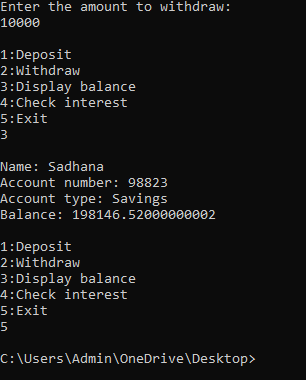 Enter the amount to withdraw:
10000
1:Deposit
2:Withdraw
3:Display balance
4:Check interest
5:Exit
3
Name: Sadhana
Account number: 98823
Account type: Savings
Balance: 198146.52000000002
1:Deposit
2:Withdraw
3:Display balance
4:Check interest
5:Exit
5
C:\Users\Admin\OneDrive\Desktop>